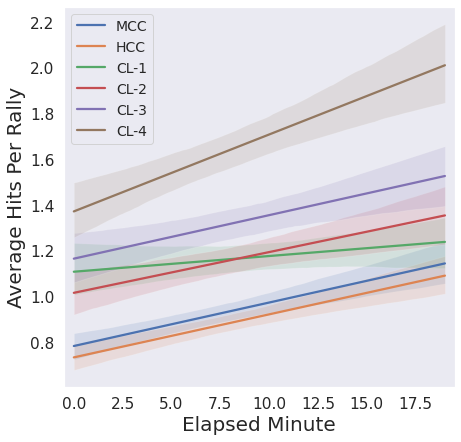 2.2
2.0
1.8
1.6
1.4
1.2
1.0
0.8
Average Hits Per Rally
MCC
HCC
CL-1
CL-2
CL-3
CL-4
0.0 2.5 5.0 7.5 10.0 12.5 15.0 17.5
Elapsed Minute